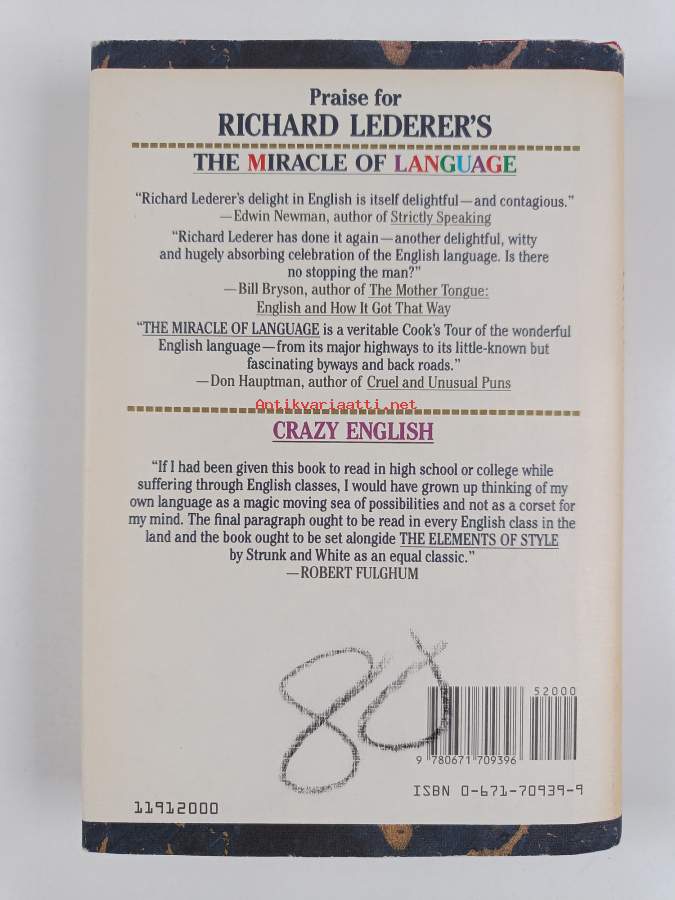 Praise for
RICHARD LEDERER'S
THE MIRACLE OF LANGUAGE
“Richard Lederer's delight in English is itself delightful—and contagious.”
—Edwin Newman, author of Strictly Speaking
“Richard Lederer has done it again—another delightful, witty
and hugely absorbing celebration of the English language. Is there
no stopping the man?”
—Bill Bryson, author of The Mother Tongue:
English and How It Got That Way
“THE MIRACLE OF LANGUAGE is a veritable Cook's Tour of the wonderful
English language—from its major highways to its little-known but
fascinating byways and back roads.”
—Don Hauptman, author of Cruel and Unusual Puns
Antikvariaatti.net
CRAZY ENGLISH
“If I had been given this book to read in high school or college while
suffering through English classes, I would have grown up thinking of my
own language as a magic moving sea of possibilities and not as a corset for
my mind. The final paragraph ought to be read in every English class in the
land and the book ought to be set alongside THE ELEMENTS OF STYLE
by Strunk and White as an equal classic.”
—ROBERT FULGHUM
80
52000
9 780671 709396
ISBN 0-671-70939-9
11912000